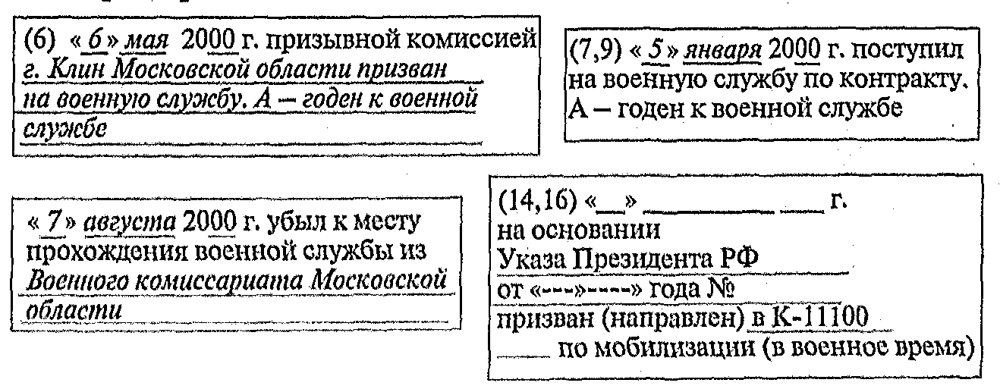 (6) «6» мая 2000 г. призывной комиссией
г. Клин Московской области призван
на военную службу. А – годен к военной
службе
(7,9) «5» января 2000 г. поступил
на военную службу по контракту.
А – годен к военной службе
«7» августа 2000 г. убыл к месту
прохождения военной службы из
Военного комиссариата Московской
области
(14,16) «__» __________ ___ г.
на основании
Указа Президента РФ
от «---»----» года №
призван (направлен) в К-11100
____ по мобилизации (в военное время)